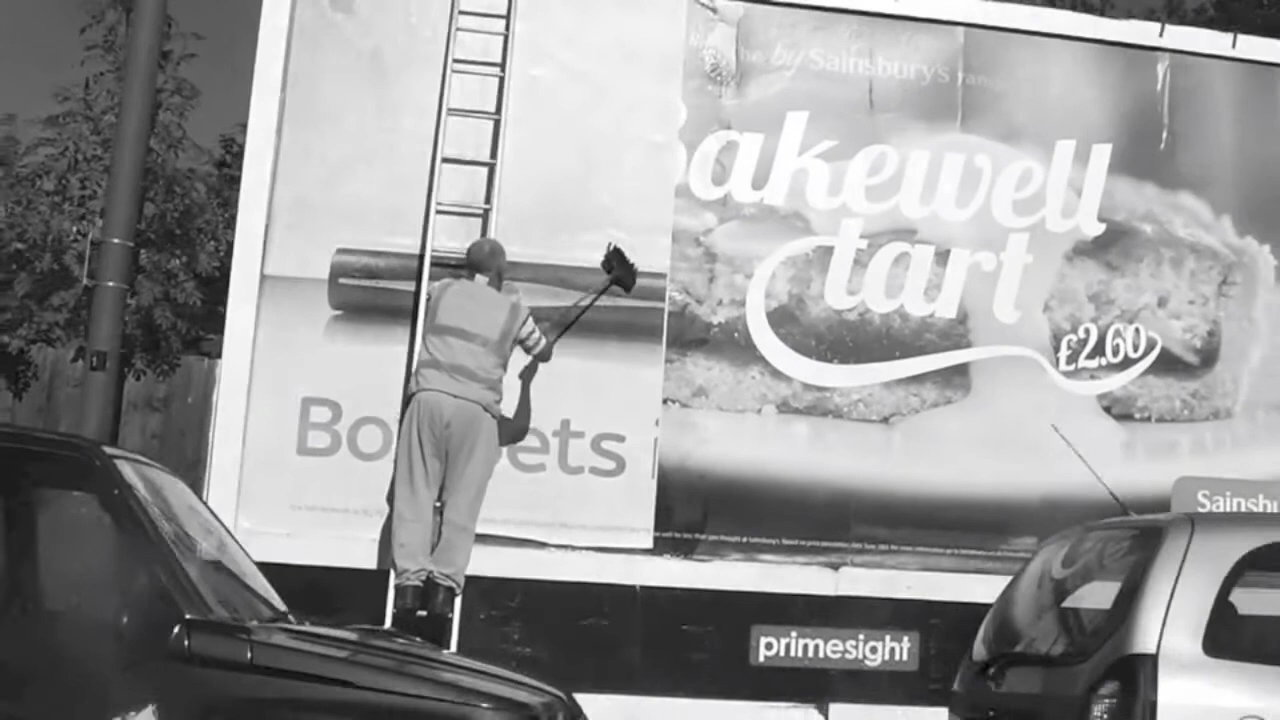 by Sainsbury's
akewell
tart
£2.60
Bo ets
primesight
Sainsbu